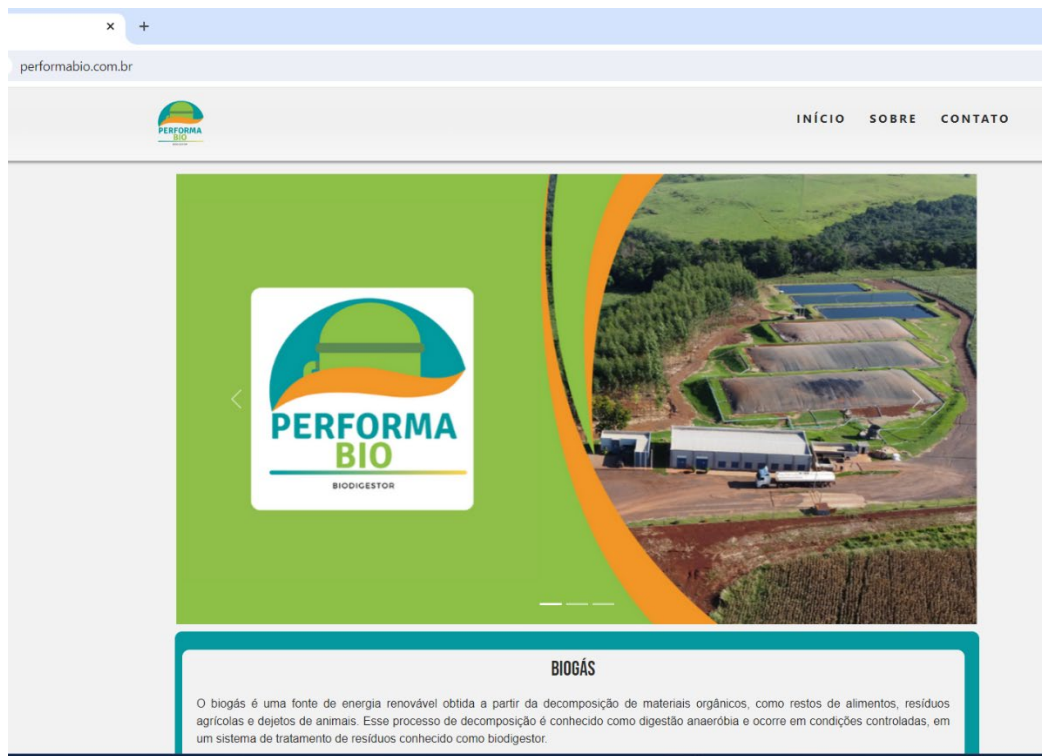 performabio.com.br
PERFORMA
BIO
INÍCIO SOBRE CONTATO
PERFORMA
BIO
BIODIGESTOR
BIOGÁS
O biogás é uma fonte de energia renovável obtida a partir da decomposição de materiais orgânicos, como restos de alimentos, resíduos
agrícolas e dejetos de animais. Esse processo de decomposição é conhecido como digestão anaeróbia e ocorre em condições controladas, em
um sistema de tratamento de resíduos conhecido como biodigestor.